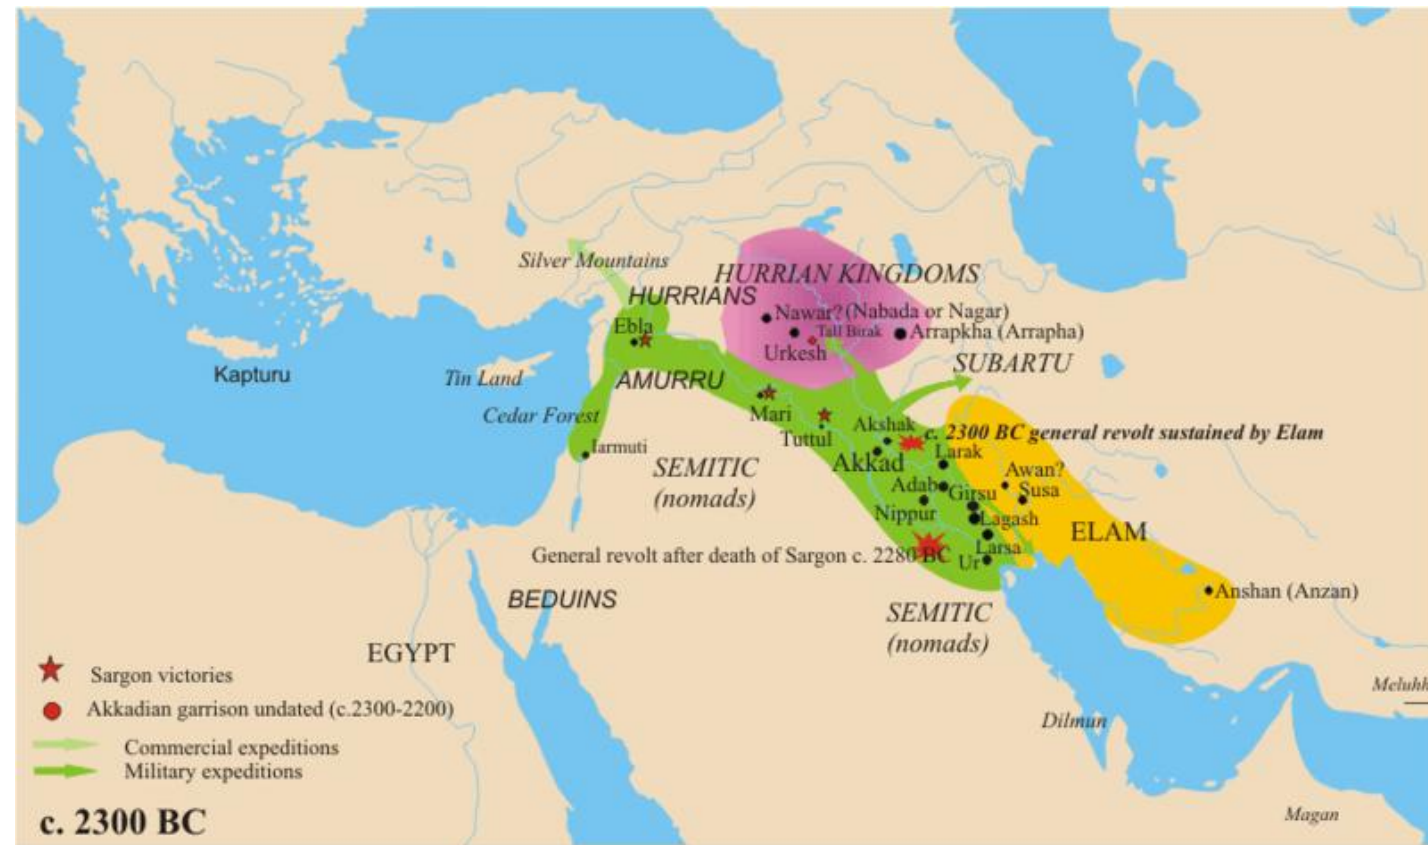 Silver Mountains
HURRIAN KINGDOMS
HURRIANS
Nawar? (Nabada or Nagar)
Ebla
Tall Birak
Arrapkha (Arrapha)
Urkesh
SUBARTU
Kapturu
Tin Land
AMURRU
Cedar Forest
Mari
Akshak
Tuttul
c. 2300 BC general revolt sustained by Elam
Iarmuti
Larak
Akkad
SEMITIC
(nomads)
Awan?
Adab
Girsu
Susa
Nippur
Lagash
ELAM
General revolt after death of Sargon c. 2280 BC
Larsa
Ur
Anshan (Anzan)
BEDUINS
SEMITIC
(nomads)
EGYPT
Sargon victories
Meluhh
Akkadian garrison undated (c.2300-2200)
Dilmun
Commercial expeditions
Military expeditions
Magan
c. 2300 BC